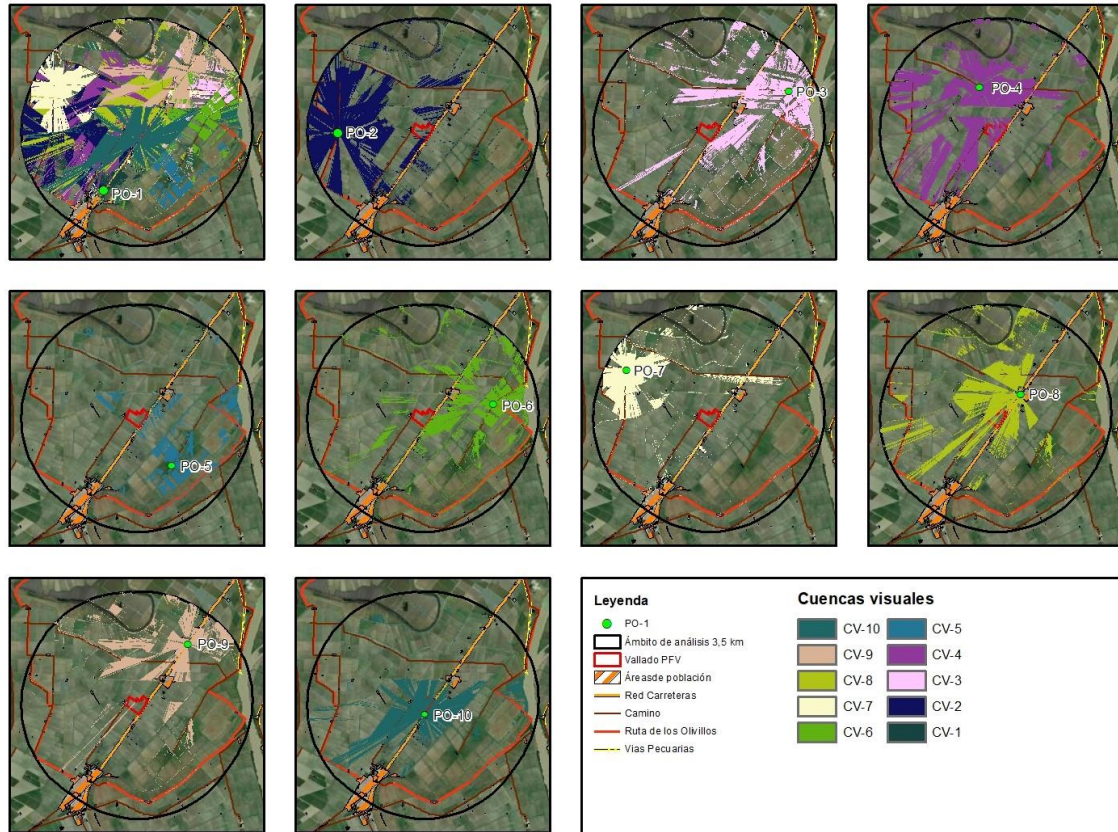 PO-1
PO-2
PO-3
PO-4
PO-5
PO-6
PO-7
PO-8
PO-9
PO-10
Leyenda
PO-1
Ámbito de análisis 3,5 km
Vallado PFV
Áreasde población
Red Carreteras
Camino
Ruta de los Olivillos
Vias Pecuarias
Cuencas visuales
CV-10
CV-9
CV-8
CV-7
CV-6
CV-5
CV-4
CV-3
CV-2
CV-1